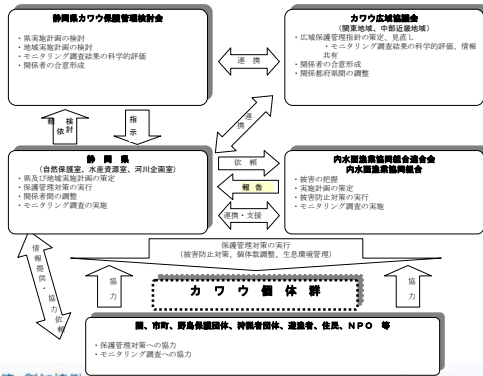 静岡県カワウ保護管理検討会
・県実施計画の検討
・地域実施計画の検討
・モニタリング調査結果の科学的評価
・関係者の合意形成
連 携
カワウ広域協議会
(関東地域、中部近畿地域)
・広域保護管理指針の策定、見直し
・モニタリング調査結果の科学的評価、情報
共有
・関係者の合意形成
・関係都府県間の調整
検討
依
指
示
連
携
静 岡 県
(自然保護室、水産資源室、河川企画室)
・県及び地域実施計画の策定
・保護管理対策の実行
・関係者間の調整
・モニタリング調査の実施
依 頼
報 告
連携・支援
内水面漁業協同組合連合会
内水面漁業協同組合
・被害の把握
・実施計画の策定
・被害防止対策の実行
・モニタリング調査の実施
保護管理対策の実行
(被害防止対策、個体数調整、生息環境管理)
情報提供・協力依頼
協
力
カ ワ ウ 個 体 群
協
力
国、市町、野鳥保護団体、狩猟者団体、遊漁者、住民、NPO 等
・保護管理対策への協力
・モニタリング調査への協力